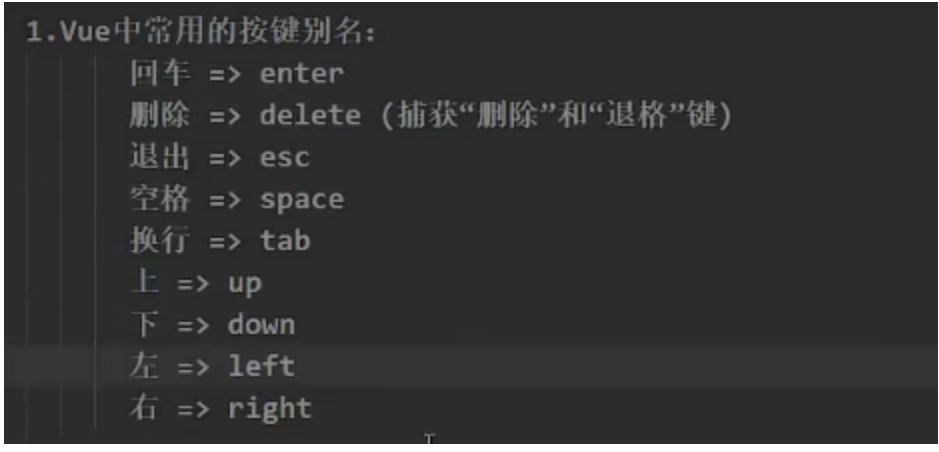 1.Vue中常用的按键别名:
回车 => enter
删除 => delete (捕获“删除”和“退格”键)
退出 => esc
空格 => space
换行 => tab
上 => up
下 => down
左 => left
右 => right